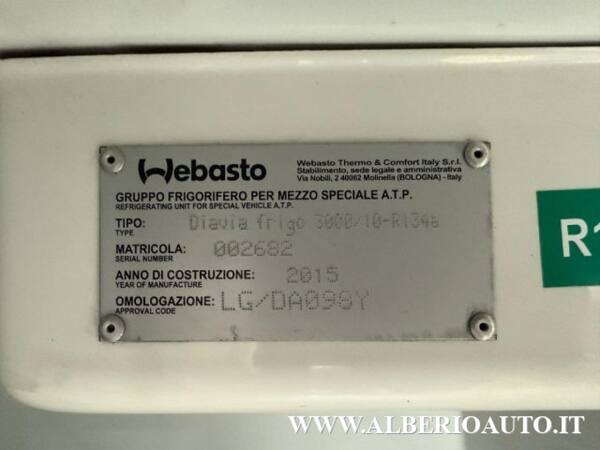 Webasto
Webasto Thermo & Comfort Italy S.r.l.
Stabilimento, sede legale e amministrativa
Via Nobili, 2 40062 Molinella (BOLOGNA) - Italy
GRUPPO FRIGORIFERO PER MEZZO SPECIALE A.T.P.
REFRIGERATING UNIT FOR SPECIAL VEHICLE A.T.P.
TIPO: Diavia frigo 3000/10-R134a
TYPE
MATRICOLA: 002682
SERIAL NUMBER
ANNO DI COSTRUZIONE: 2015
YEAR OF MANUFACTURE
OMOLOGAZIONE: LG/DA098Y
APPROVAL CODE
R1
WWW.ALBERIOAUTO.IT